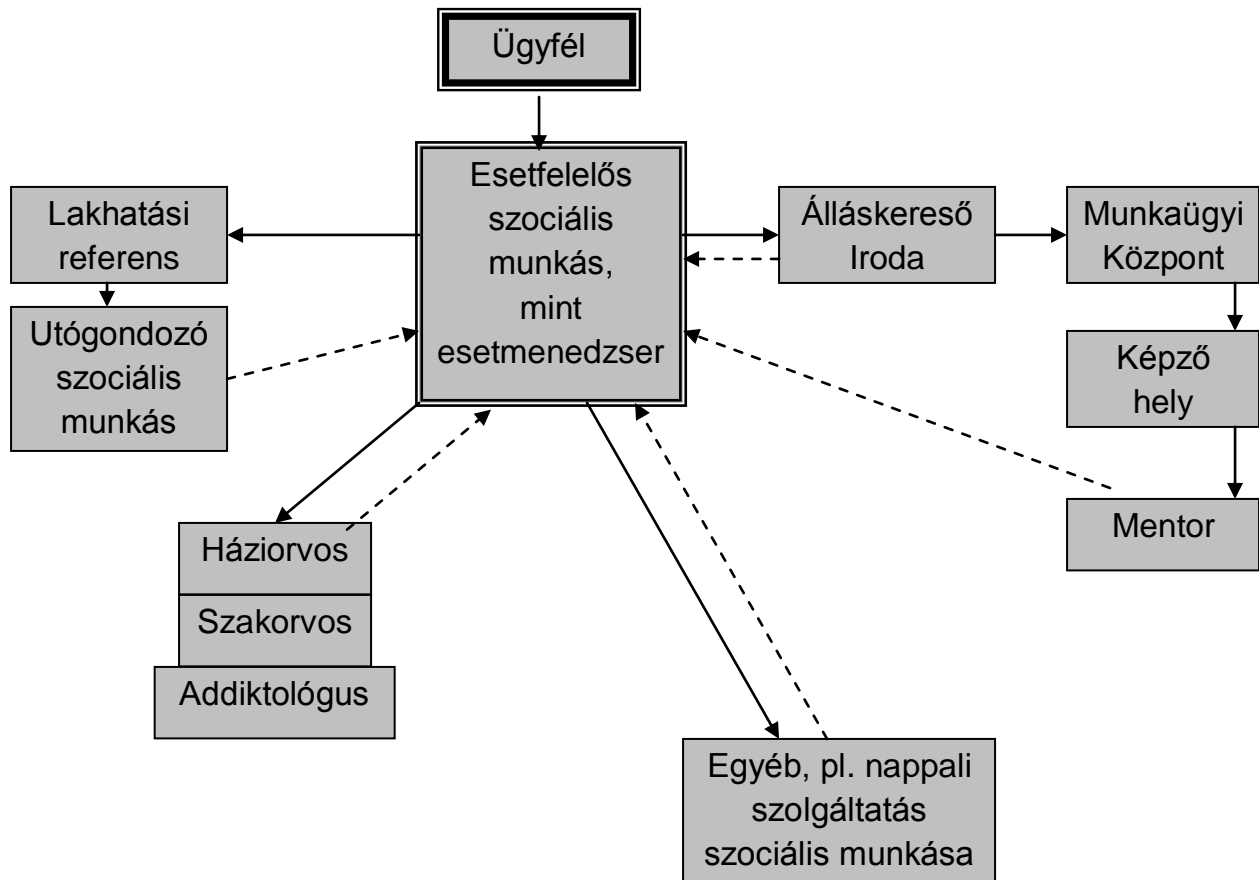 Ügyfél
Esetfelelős
szociális
munkás,
mint
esetmenedzser
Lakhatási
referens
Utógondozó
szociális
munkás
Álláskereső
Iroda
Munkaügyi
Központ
Képző
hely
Mentor
Háziorvos
Szakorvos
Addiktológus
Egyéb, pl. nappali
szolgáltatás
szociális munkása